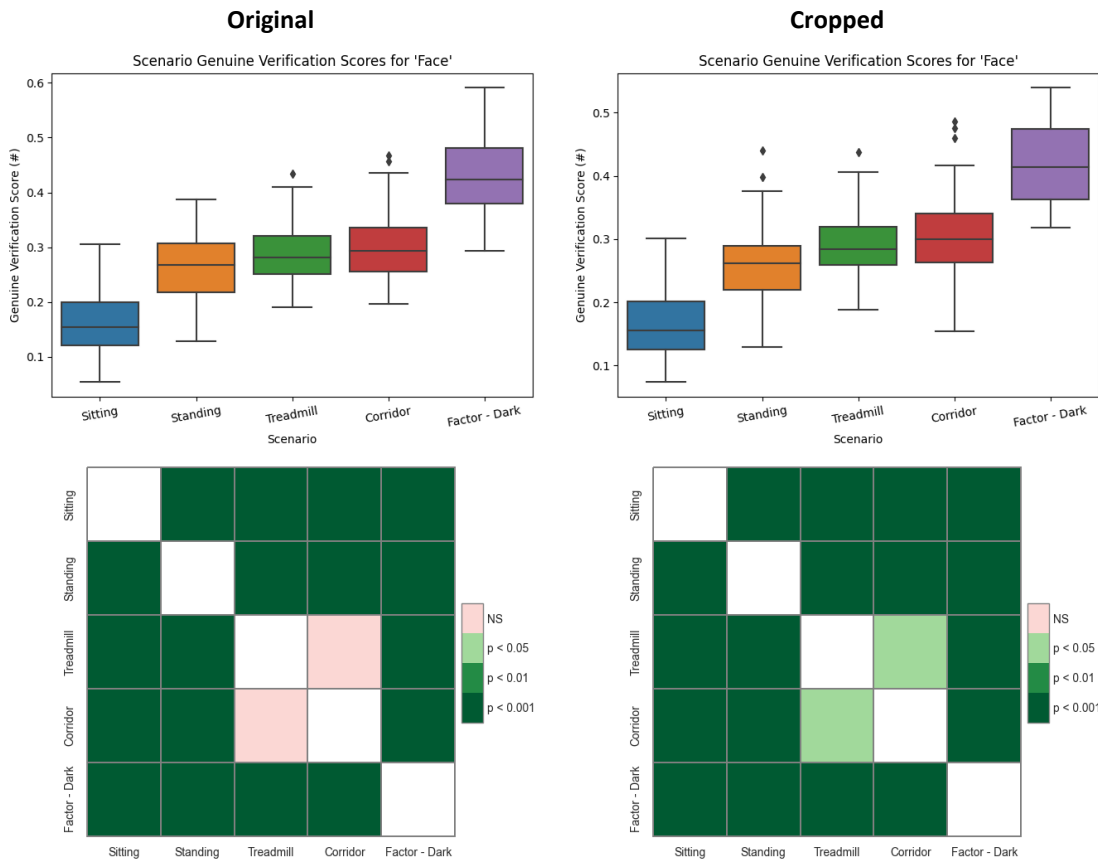 Original
Scenario Genuine Verification Scores for 'Face'
Genuine Verification Score (#)
0.6
0.5
0.4
0.3
0.2
0.1
Sitting
Standing
Treadmill
Corridor
Factor - Dark
Scenario
Cropped
Scenario Genuine Verification Scores for 'Face'
Genuine Verification Score (#)
0.5
0.4
0.3
0.2
0.1
Sitting
Standing
Treadmill
Corridor
Factor - Dark
Scenario
Sitting
Standing
Treadmill
Corridor
Factor - Dark
Sitting
Standing
Treadmill
Corridor
Factor - Dark
NS
p < 0.05
p < 0.01
p < 0.001
Sitting
Standing
Treadmill
Corridor
Factor - Dark
Sitting
Standing
Treadmill
Corridor
Factor - Dark
NS
p < 0.05
p < 0.01
p < 0.001